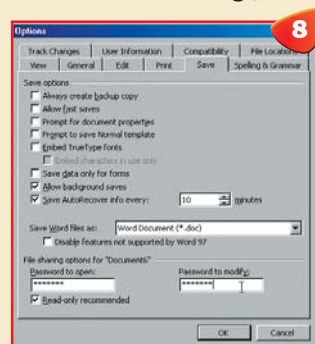 8
Options
Track Changes User Information Compatibility File Locations
View General Edit Print Save Spelling & Grammar
Save options
Always create backup copy
Allow fast saves
Prompt for document properties
Prompt to save Normal template
Embed TrueType fonts
Embed characters in use only
Save data only for forms
Allow background saves
Save AutoRecover info every: 10 minutes
Save Word files as: Word Document (*.doc)
Disable features not supported by Word 97
File sharing options for "Document6"
Password to open: Password to modify:
******* *******
Read-only recommended
OK Cancel